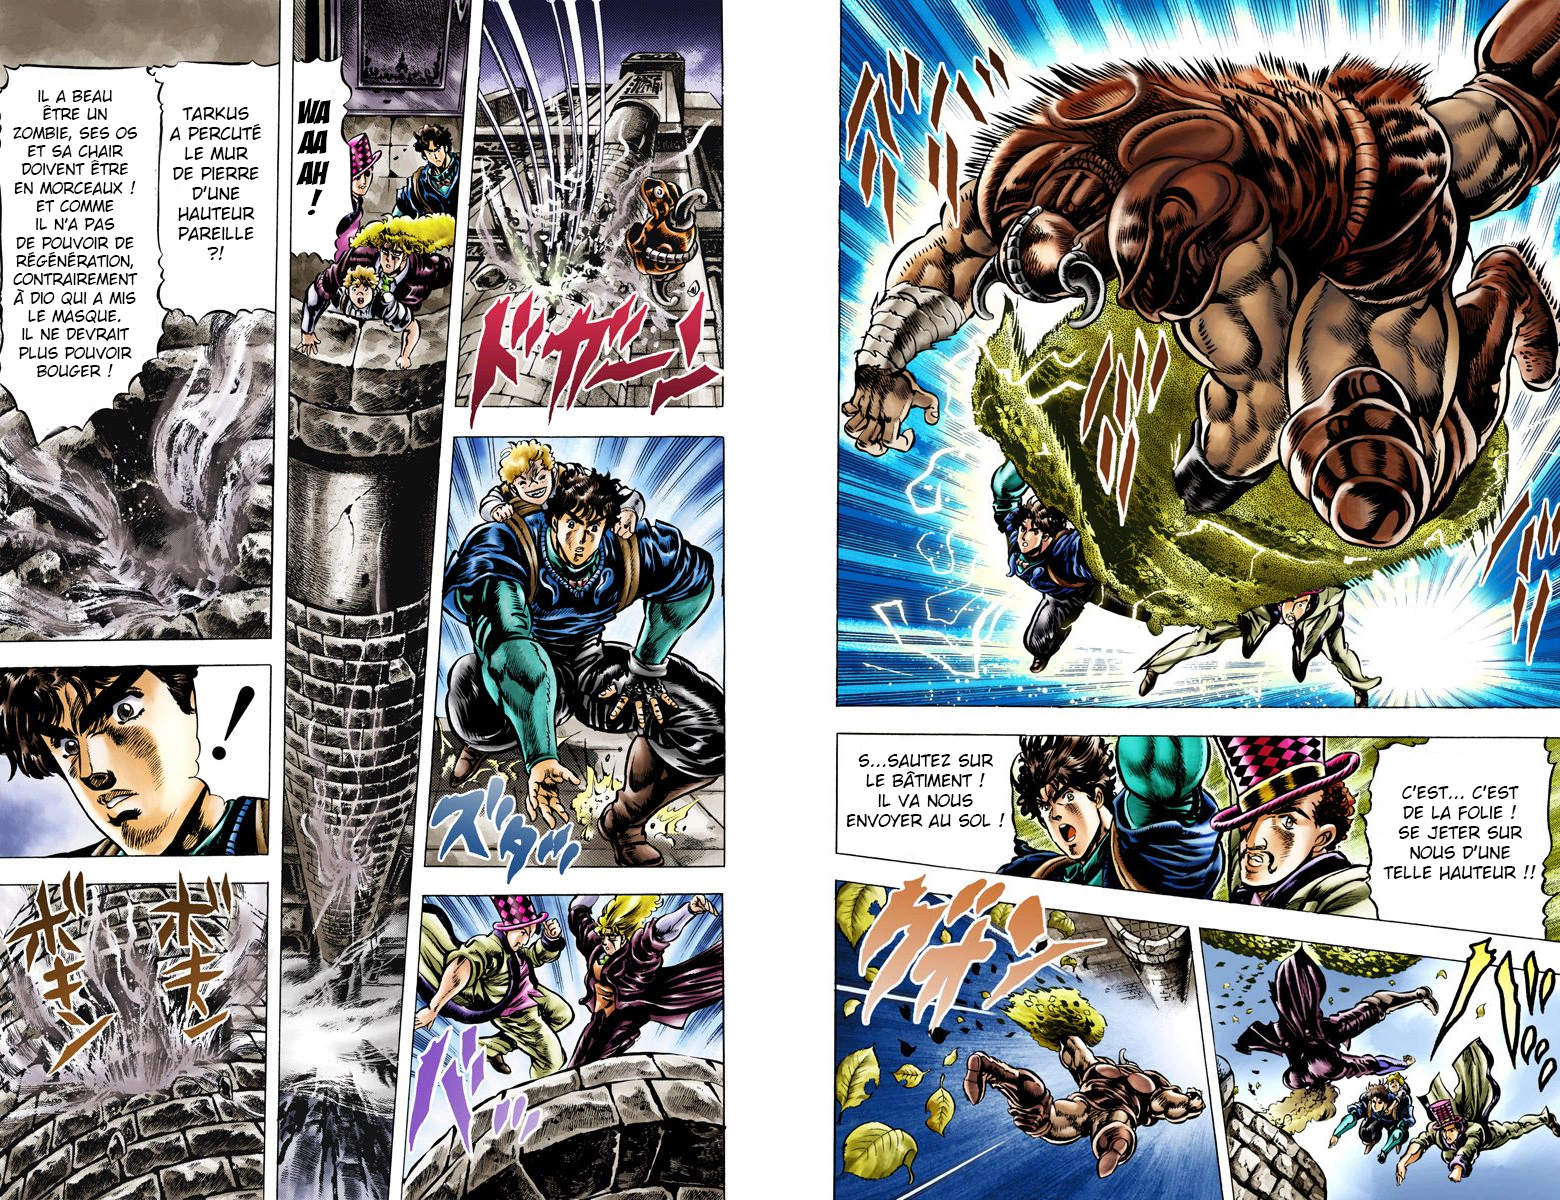 C'EST... C'EST
DE LA FOLIE !
SE JETER SUR
NOUS D'UNE
TELLE HAUTEUR !!
S...SAUTEZ SUR
LE BÂTIMENT !
IL VA NOUS
ENVOYER AU SOL !
バッ
グオン
ズタッ
バッ
WA
AA
AH
!
TARKUS
A PERCUTÉ
LE MUR
DE PIERRE
D'UNE
HAUTEUR
PAREILLE
?!
IL A BEAU
ÊTRE UN
ZOMBIE, SES OS
ET SA CHAIR
DOIVENT ÊTRE
EN MORCEAUX !
ET COMME
IL N'A PAS
DE POUVOIR DE
RÉGÉNÉRATION,
CONTRAIREMENT
À DIO QUI A MIS
LE MASQUE.
IL NE DEVRAIT
PLUS POUVOIR
BOUGER !
!
ボキン
ボキン